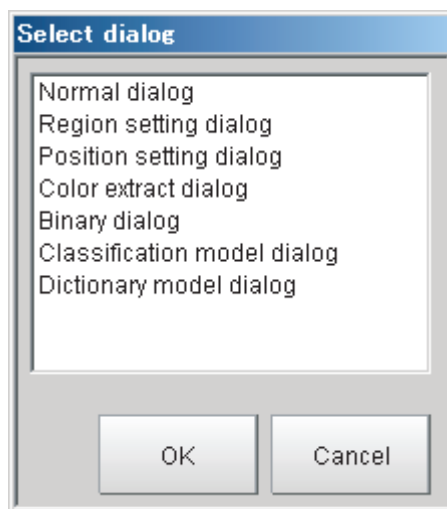 Select dialog
Normal dialog
Region setting dialog
Position setting dialog
Color extract dialog
Binary dialog
Classification model dialog
Dictionary model dialog
OK
Cancel